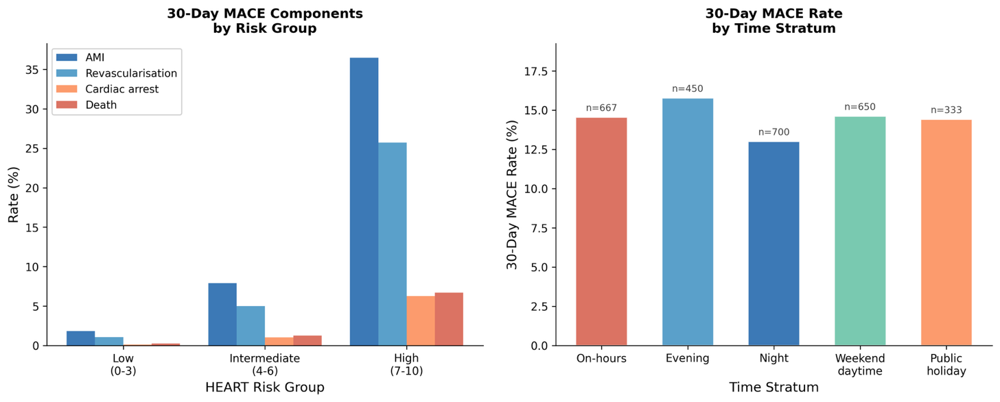 30-Day MACE Components
by Risk Group
AMI
Revascularisation
Cardiac arrest
Death
Rate (%)
35
30
25
20
15
10
5
0
Low
(0-3)
Intermediate
(4-6)
High
(7-10)
HEART Risk Group
30-Day MACE Rate
by Time Stratum
30-Day MACE Rate (%)
17.5
15.0
12.5
10.0
7.5
5.0
2.5
0.0
n=667
n=450
n=700
n=650
n=333
On-hours
Evening
Night
Weekend
daytime
Public
holiday
Time Stratum